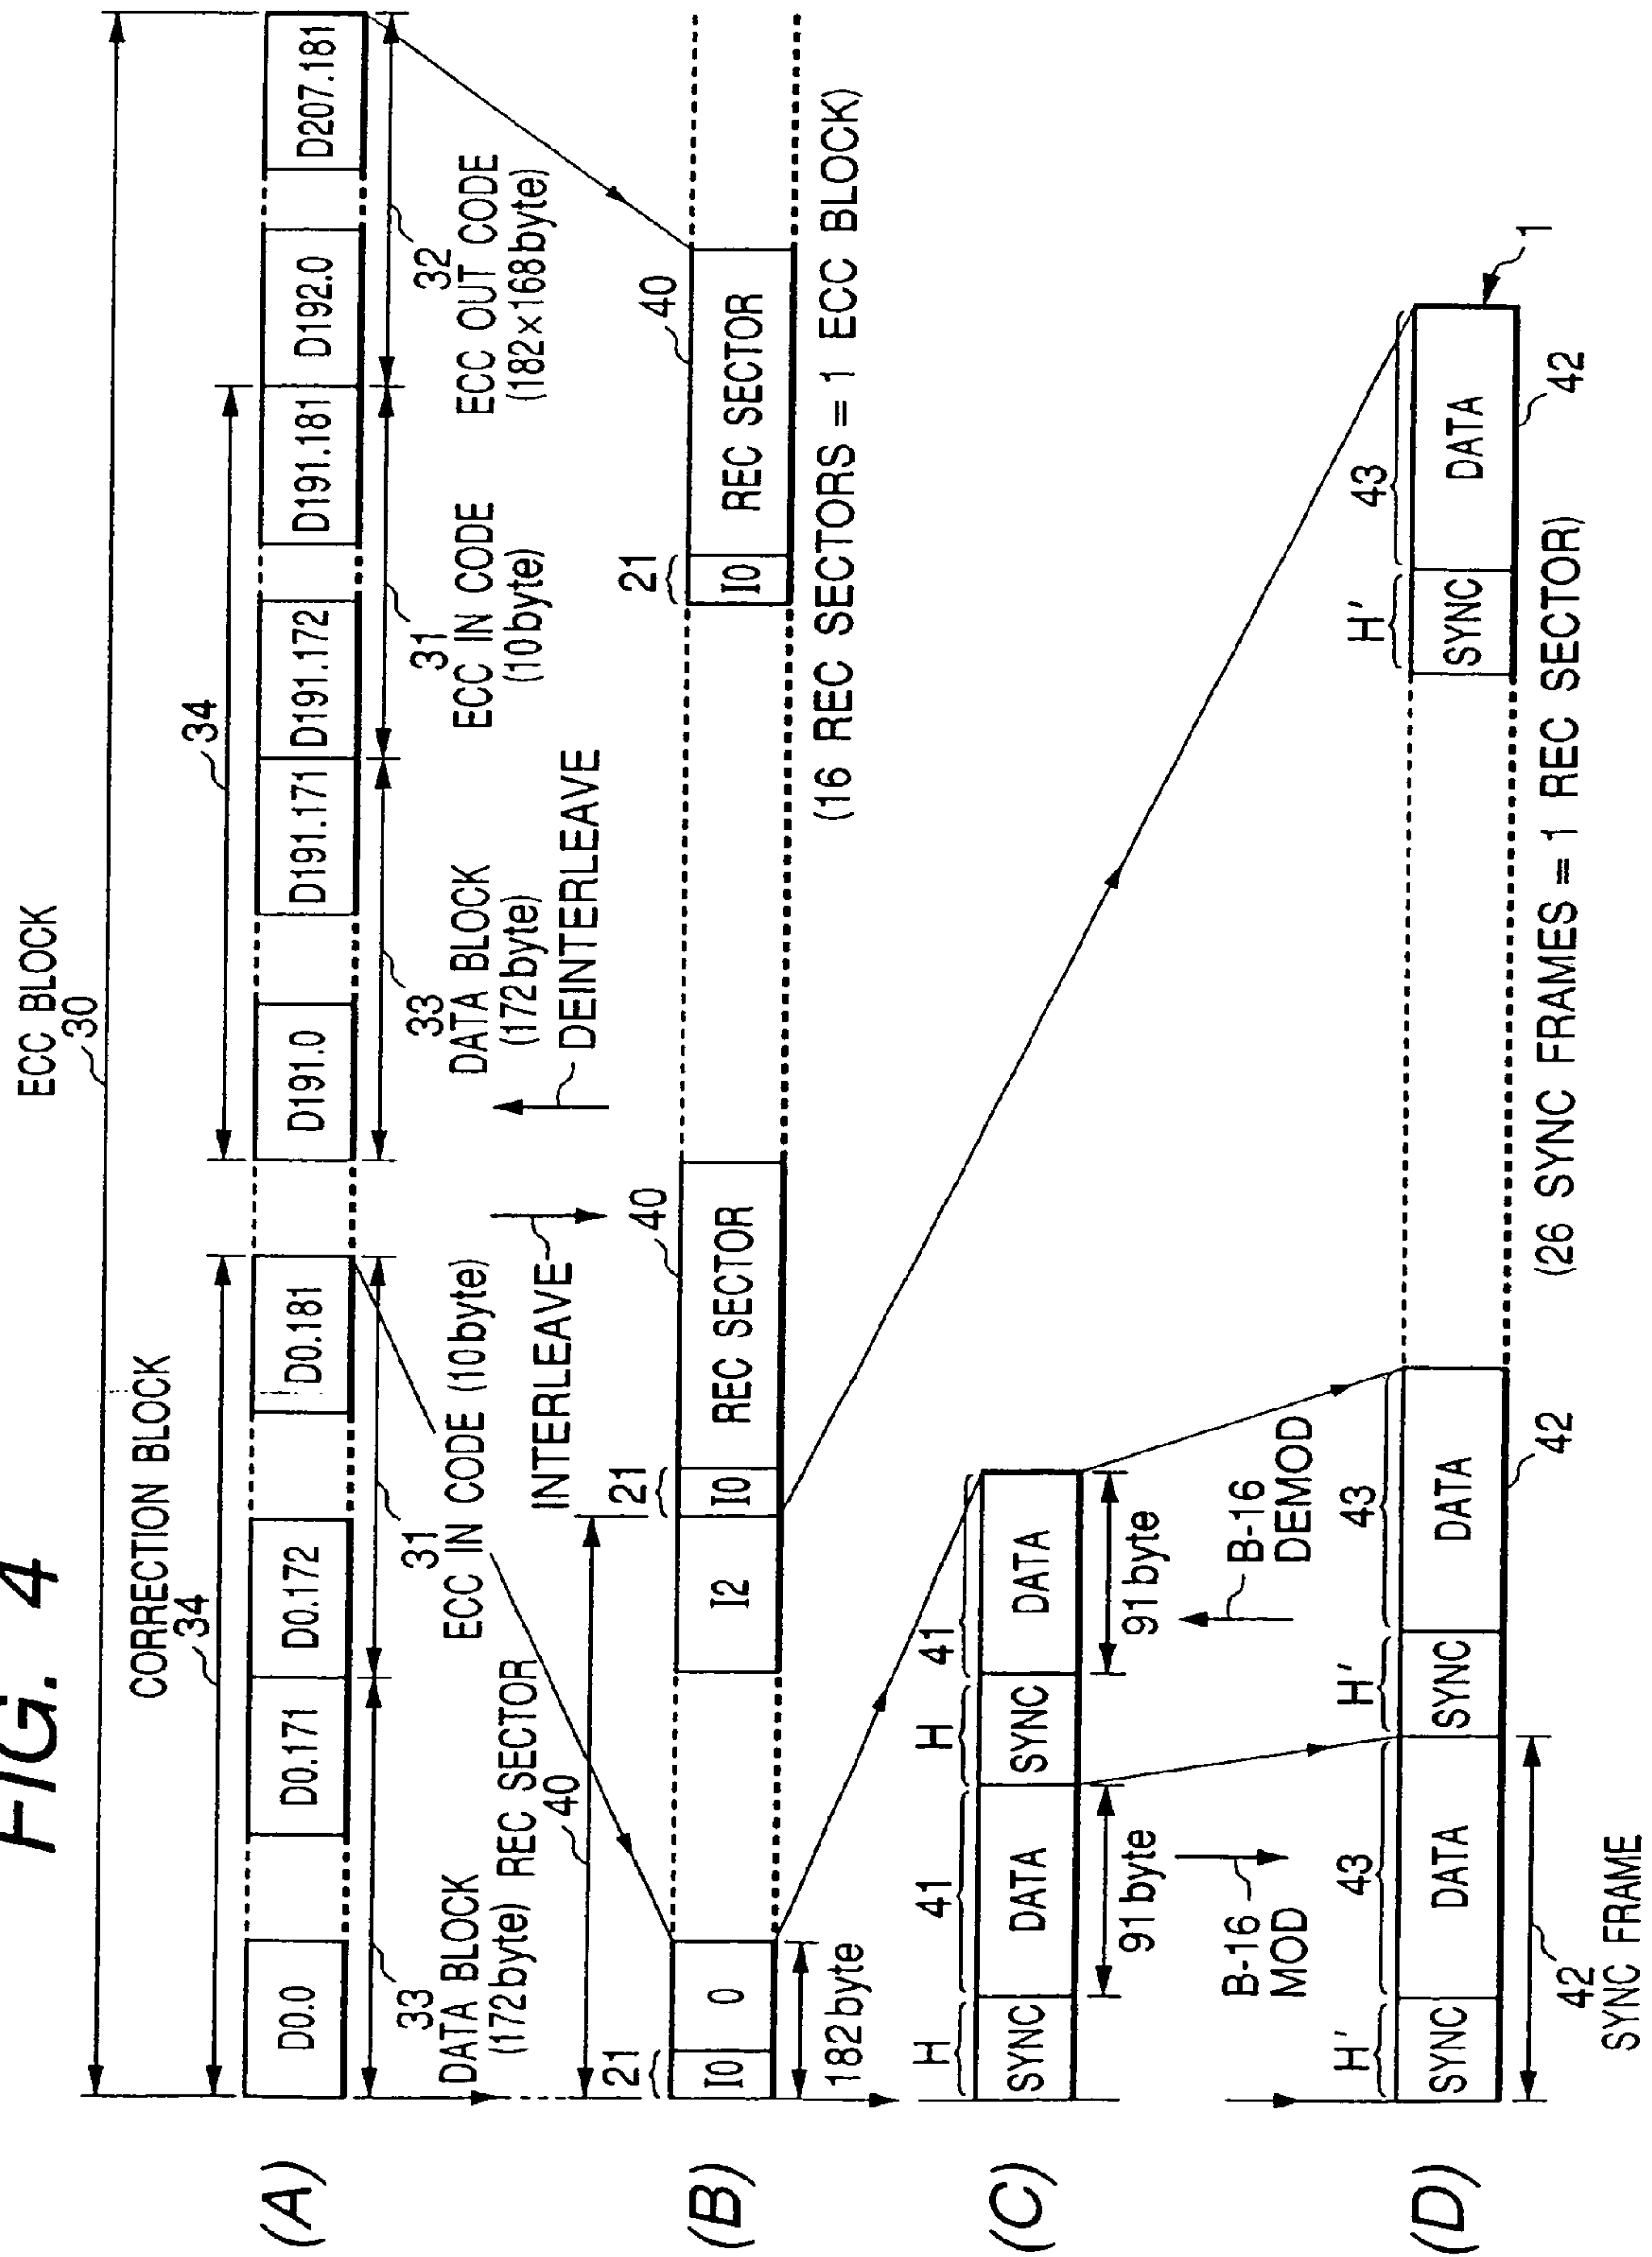 FIG. 4
ECC BLOCK
30
CORRECTION BLOCK
34
34
(A)
D0.0
D0.171
D0.172
D0.181
D191.0
D191.171
D191.172
D191.181
D192.0
D207.181
33
DATA BLOCK
(172byte)
31
ECC IN CODE (10byte)
33
DATA BLOCK
(172byte)
31
ECC IN CODE
(10byte)
32
ECC OUT CODE
(182×168byte)
INTERLEAVE
DEINTERLEAVE
REC SECTOR
40
(B)
21
I0
0
I2
21
I0
REC SECTOR
40
21
I0
REC SECTOR
40
182byte
(16 REC SECTORS = 1 ECC BLOCK)
(C)
H
SYNC
41
DATA
H
SYNC
41
DATA
91byte
91byte
B-16
MOD
B-16
DEMOD
(D)
H'
SYNC
43
DATA
H'
SYNC
43
DATA
42
H'
SYNC
43
DATA
42
1
42
SYNC FRAME
(26 SYNC FRAMES = 1 REC SECTOR)